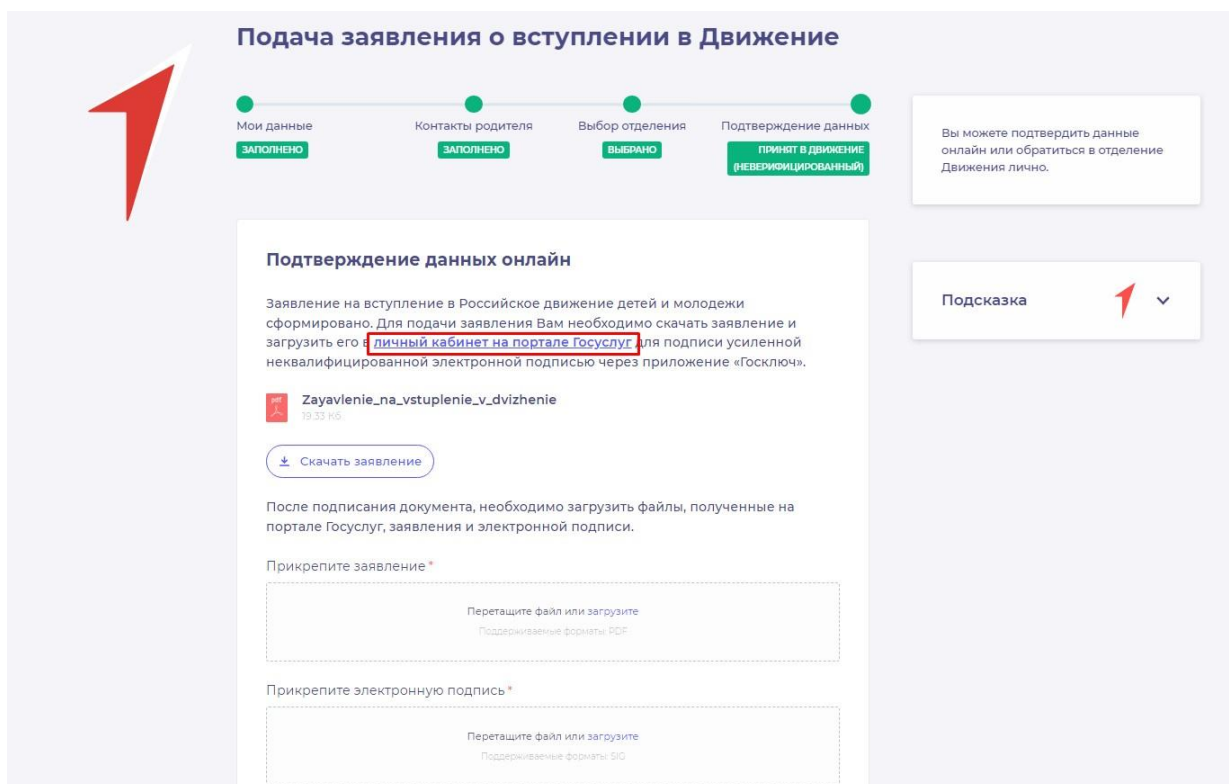 Подача заявления о вступлении в Движение
Мои данные
ЗАПОЛНЕНО
Контакты родителя
ЗАПОЛНЕНО
Выбор отделения
ВЫБРАНО
Подтверждение данных
ПРИНЯТ В ДВИЖЕНИЕ
(НЕВЕРИФИЦИРОВАННЫЙ)
Вы можете подтвердить данные
онлайн или обратиться в отделение
Движения лично.
Подсказка
Подтверждение данных онлайн
Заявление на вступление в Российское движение детей и молодежи
сформировано. Для подачи заявления Вам необходимо скачать заявление и
загрузить его в личный кабинет на портале Госуслуг для подписи усиленной
неквалифицированной электронной подписью через приложение «Госключ».
pdf
Zayavlenie_na_vstuplenie_v_dvizhenie
19.33 Кб
Скачать заявление
После подписания документа, необходимо загрузить файлы, полученные на
портале Госуслуг, заявления и электронной подписи.
Прикрепите заявление *
Перетащите файл или загрузите
Поддерживаемые форматы: PDF
Прикрепите электронную подпись *
Перетащите файл или загрузите
Поддерживаемые форматы: SIG